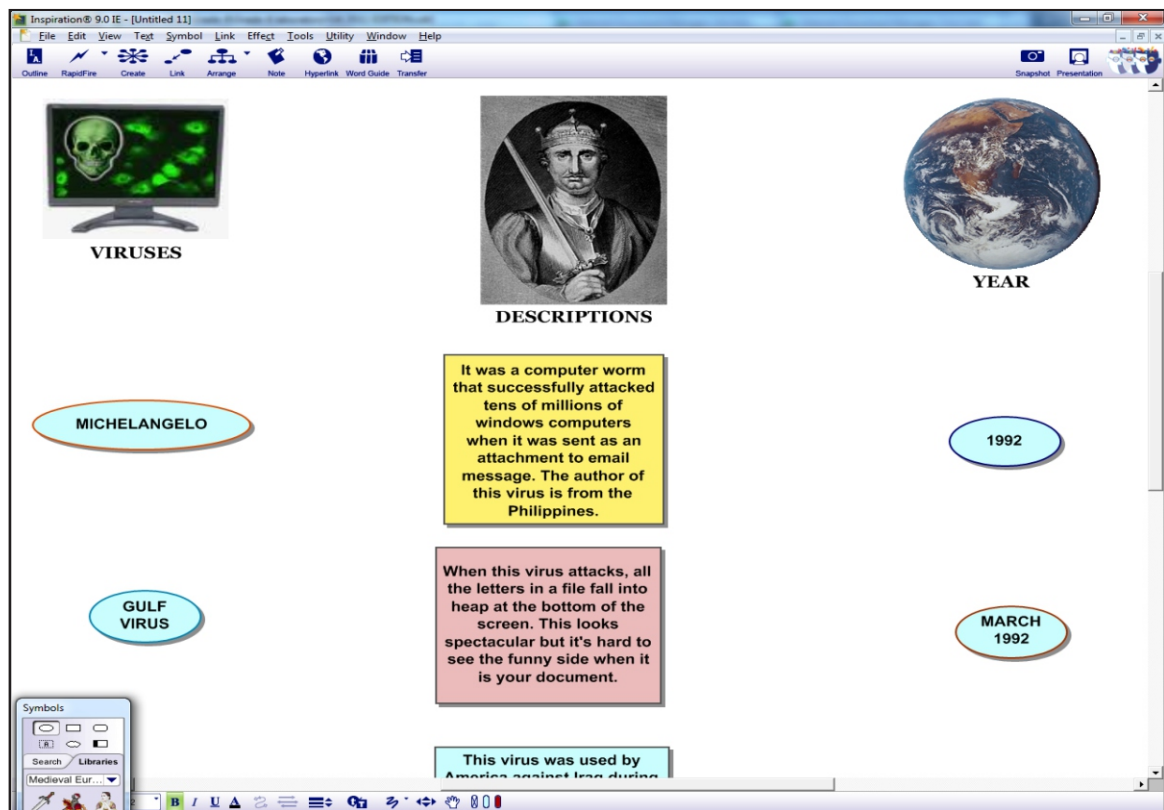 Inspiration® 9.0 IE - [Untitled 11]
File Edit View Text Symbol Link Effect Tools Utility Window Help
Outline RapidFire Create Link Arrange Note Hyperlink Word Guide Transfer
Snapshot Presentation
VIRUSES
DESCRIPTIONS
YEAR
MICHELANGELO
It was a computer worm
that successfully attacked
tens of millions of
windows computers
when it was sent as an
attachment to email
message. The author of
this virus is from the
Philippines.
1992
GULF
VIRUS
When this virus attacks, all
the letters in a file fall into
heap at the bottom of the
screen. This looks
spectacular but it's hard to
see the funny side when it
is your document.
MARCH
1992
This virus was used by
America against Iraq during
Symbols
Search Libraries
Medieval Eur...
B I U A